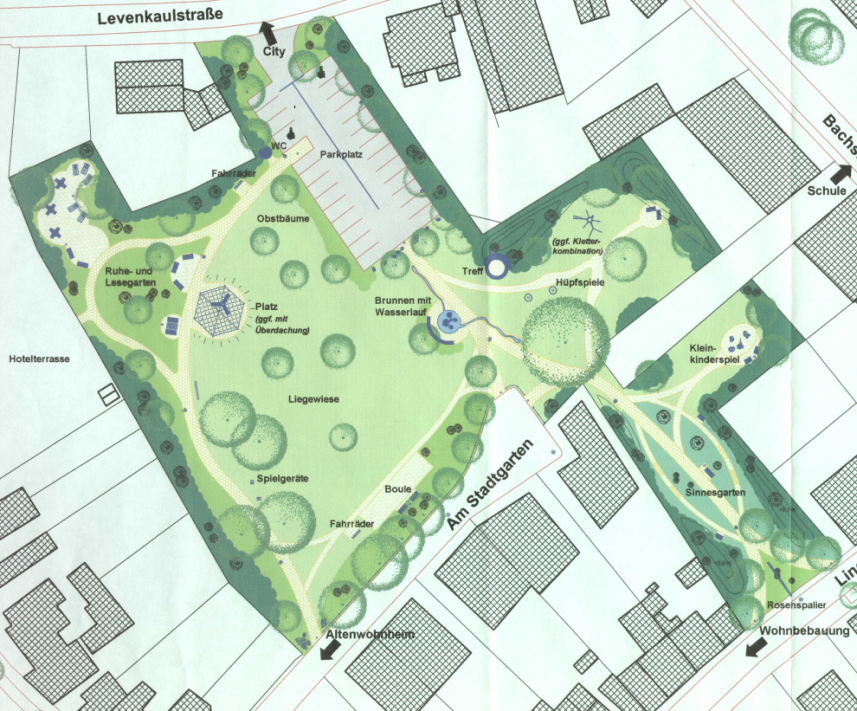 Levenkaulstraße
City
WC
Parkplatz
Fahrräder
Obstbäume
Bachs
Schule
(ggf. Kletter-
kombination)
Treff
Hüpfspiele
Ruhe- und
Lesegarten
Platz
(ggf. mit
Überdachung)
Brunnen mit
Wasserlauf
Hotelterrasse
Klein-
kinderspiel
Liegewiese
Spielgeräte
Boule
Am Stadtgarten
Sinnesgarten
Fahrräder
Lin
Rosenspalier
Altenwohnheim
Wohnbebauung